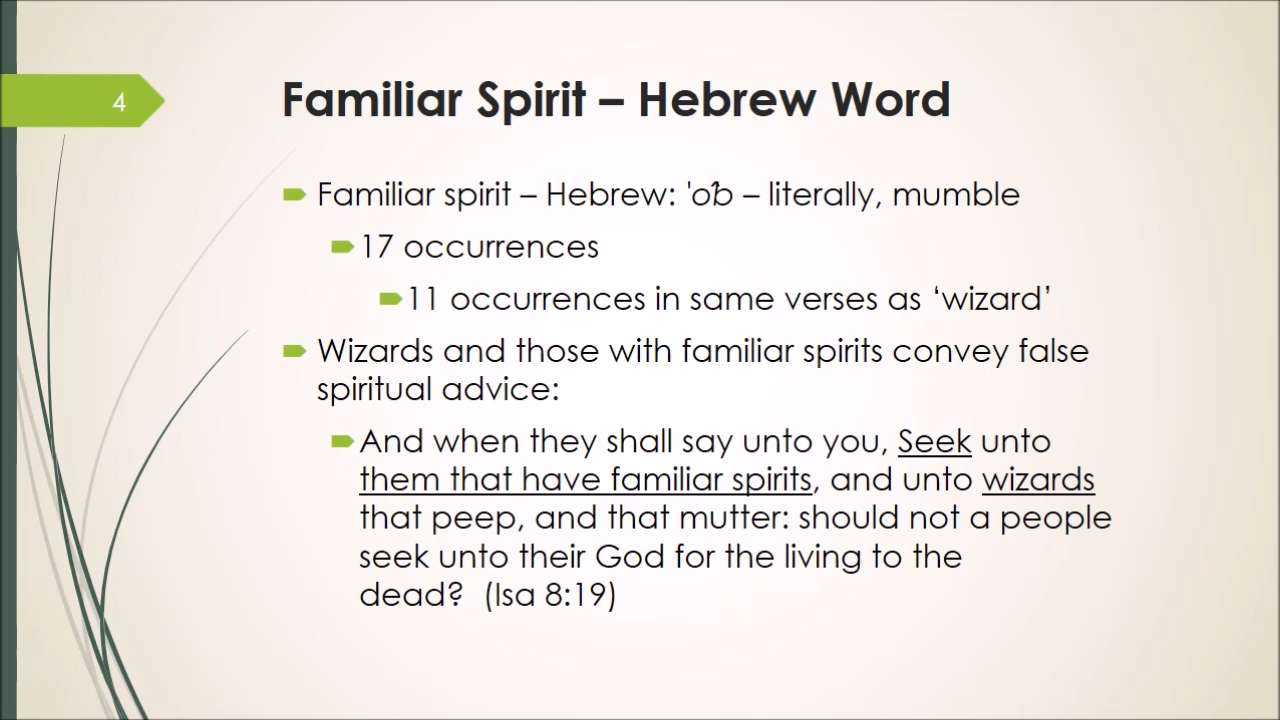 4
Familiar Spirit – Hebrew Word
Familiar spirit – Hebrew: 'ob – literally, mumble
17 occurrences
11 occurrences in same verses as ‘wizard’
Wizards and those with familiar spirits convey false
spiritual advice:
And when they shall say unto you, Seek unto
them that have familiar spirits, and unto wizards
that peep, and that mutter: should not a people
seek unto their God for the living to the
dead? (Isa 8:19)